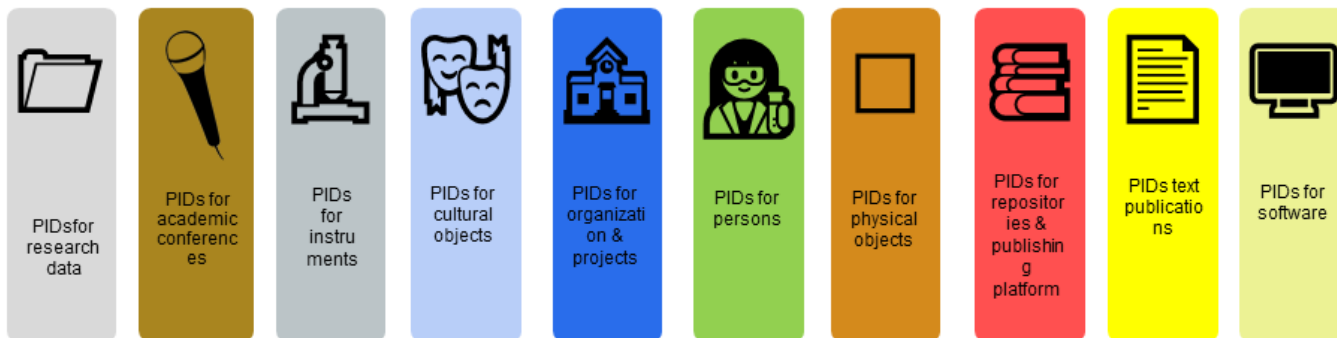 PIDsfor
research
data
PIDs for
academic
conferenc
es
PIDs
for
instru
ments
PIDs for
cultural
objects
PIDs for
organizati
on &
projects
PIDs for
persons
PIDs for
physical
objects
PIDs for
repositor
ies &
publishin
g
platform
PIDs text
publicatio
ns
PIDs for
software